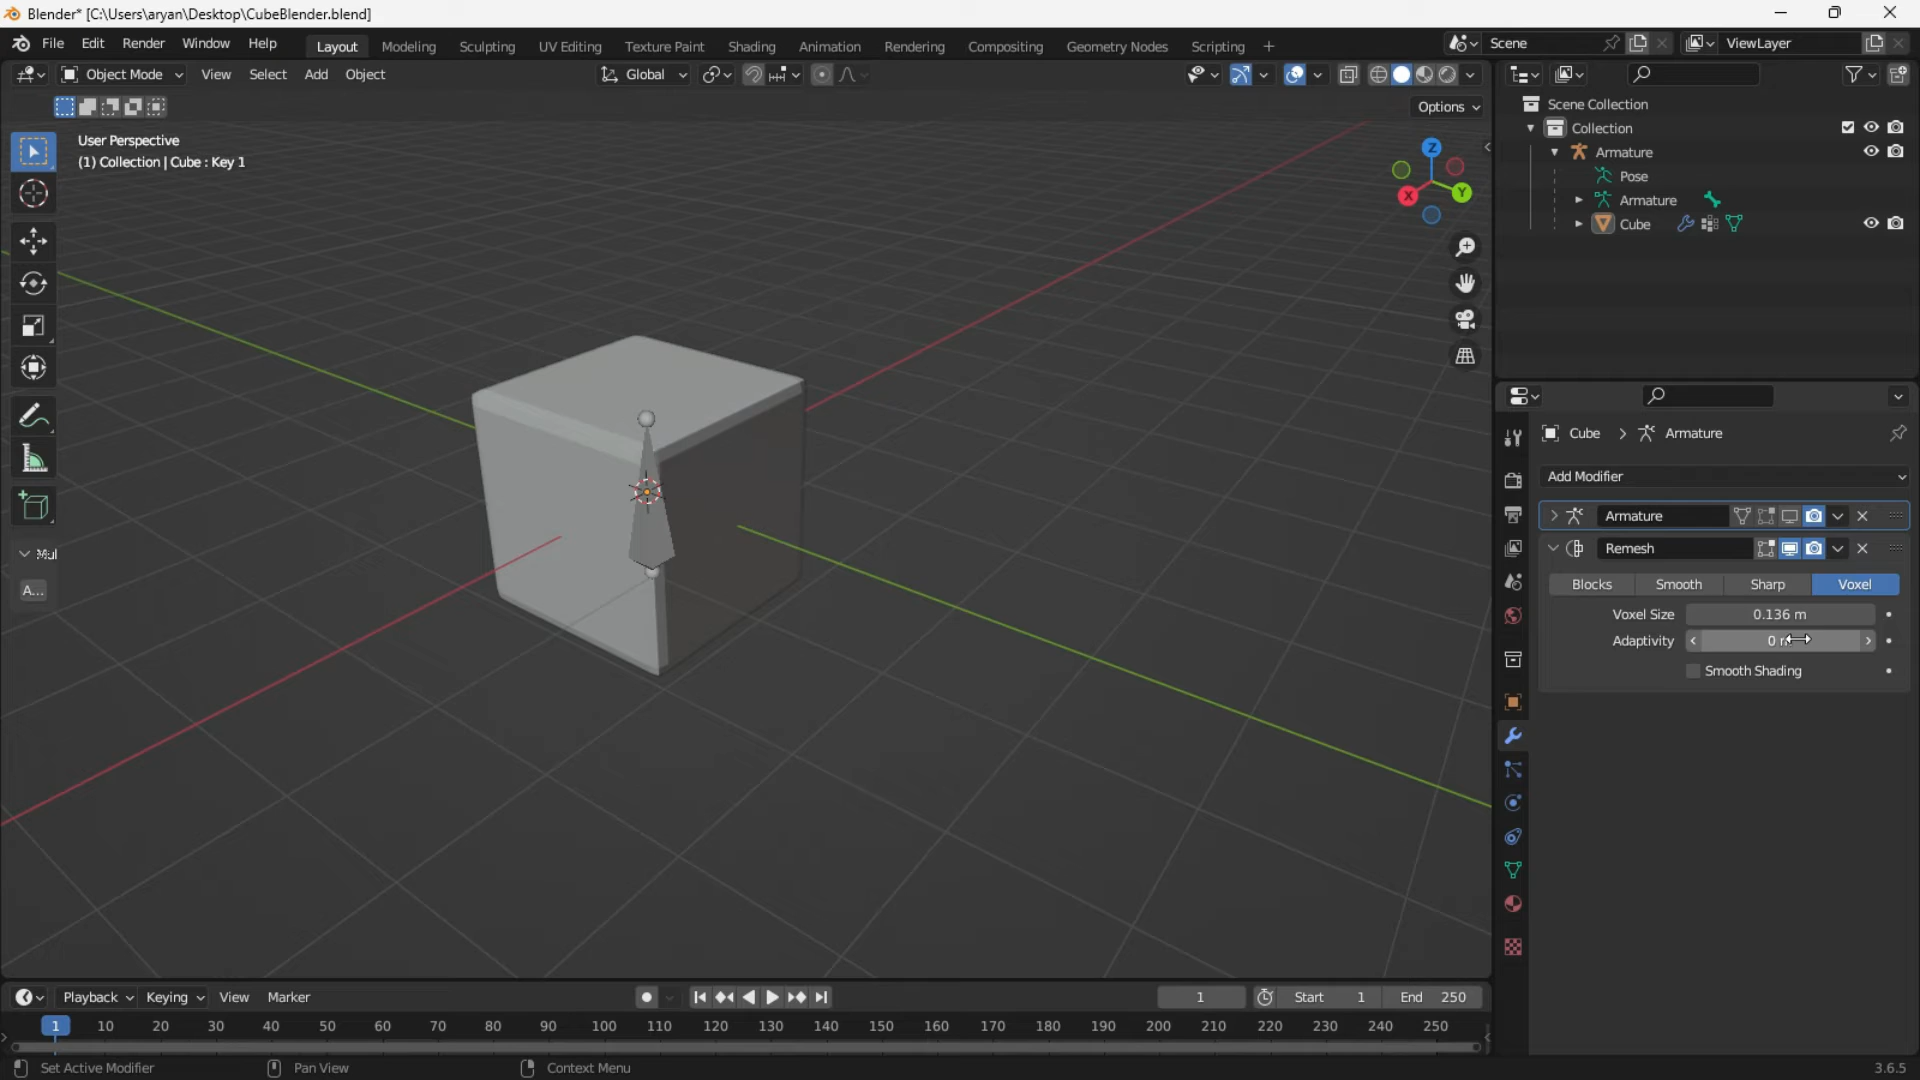 Blender* [C:\Users\aryan\Desktop\CubeBlender.blend]
File Edit Render Window Help Layout Modeling Sculpting UV Editing Texture Paint Shading Animation Rendering Compositing Geometry Nodes Scripting + Scene ViewLayer
Object Mode View Select Add Object Global
Options
User Perspective
(1) Collection | Cube : Key 1
Z
Y
X
A...
Scene Collection
Collection
Armature
Pose
Armature
Cube
Cube > Armature
Add Modifier
Armature
Remesh
Blocks Smooth Sharp Voxel
Voxel Size 0.136 m
Adaptivity 0
Smooth Shading
Playback Keying View Marker 1 Start 1 End 250
1 10 20 30 40 50 60 70 80 90 100 110 120 130 140 150 160 170 180 190 200 210 220 230 240 250
Set Active Modifier Pan View Context Menu 3.6.5